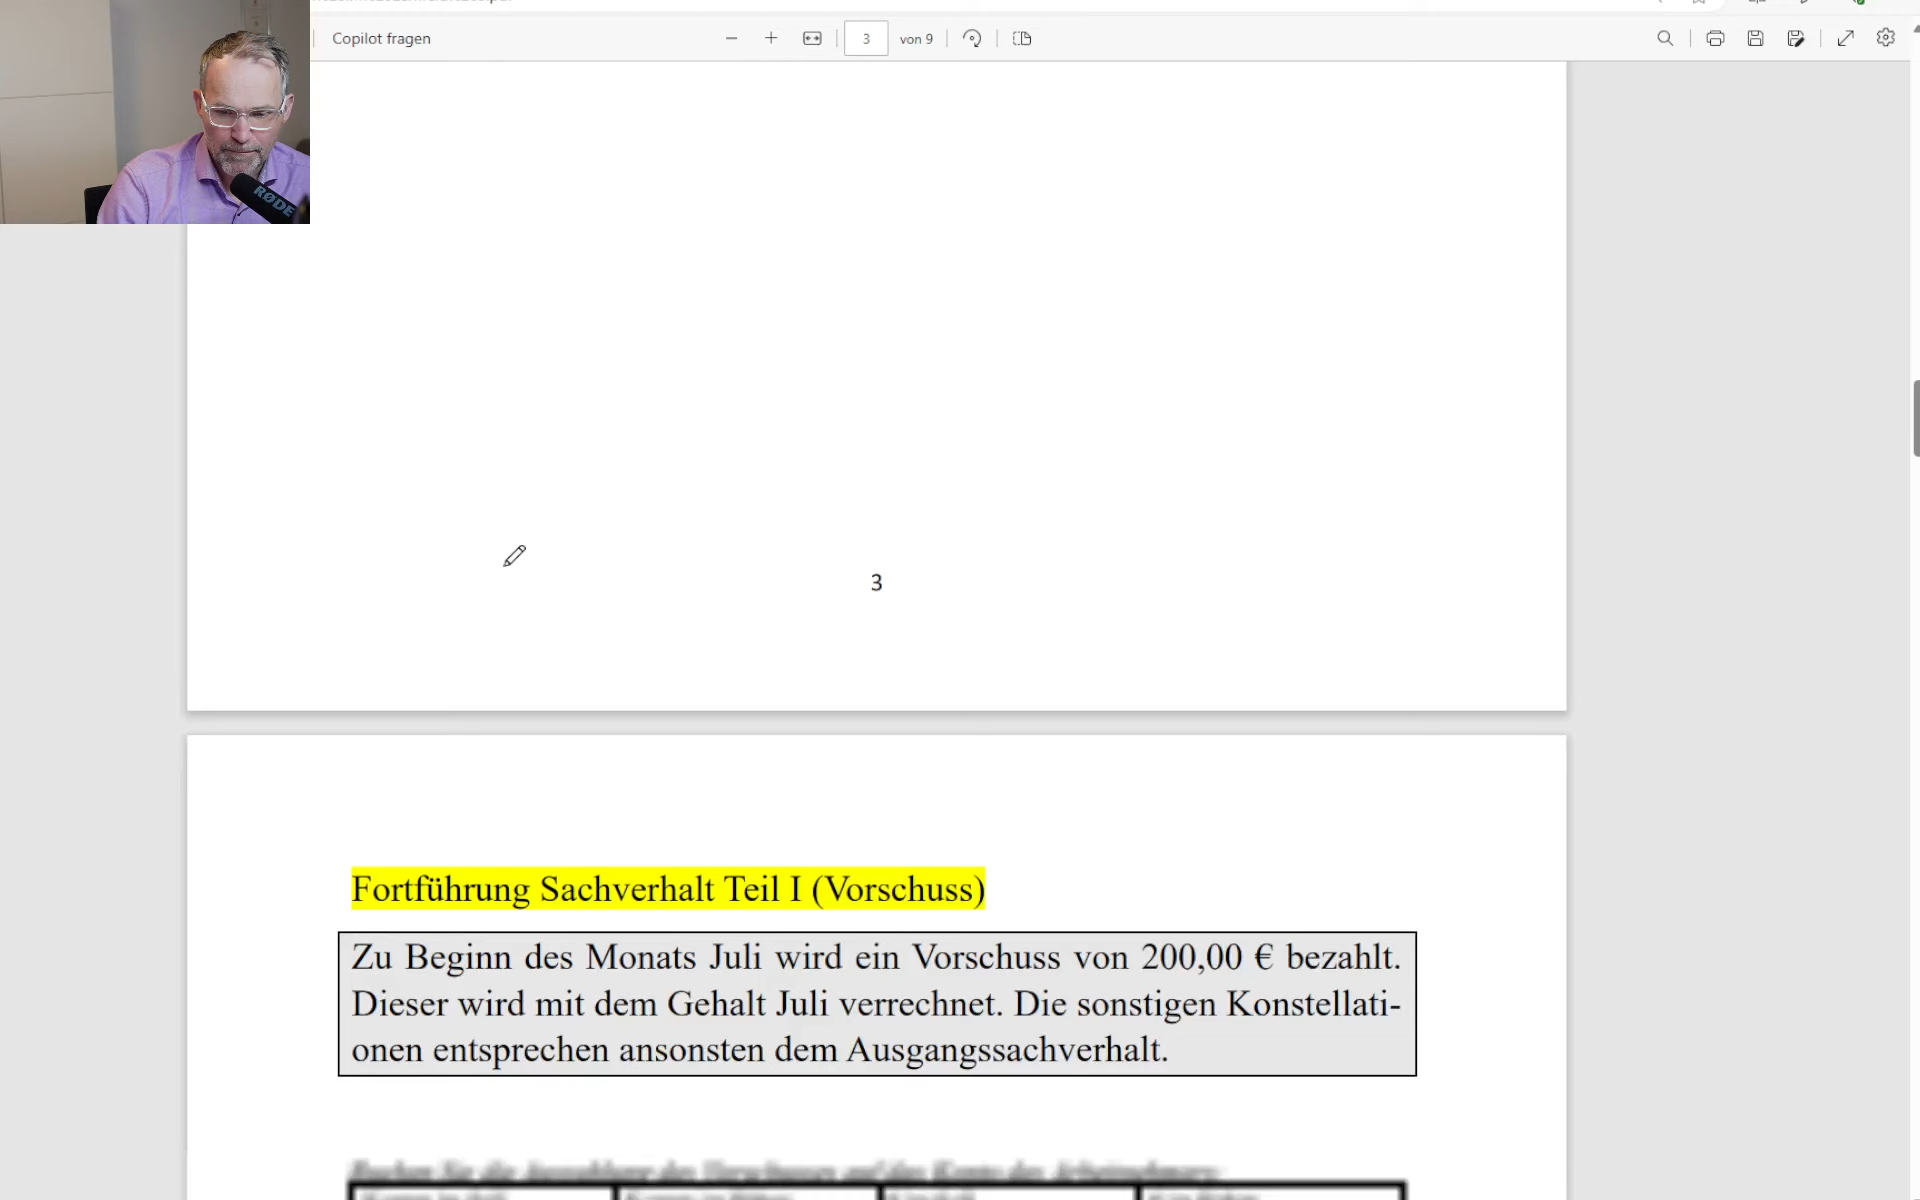 Copilot fragen
3
von 9
RØDE
3
Fortführung Sachverhalt Teil I (Vorschuss)
Zu Beginn des Monats Juli wird ein Vorschuss von 200,00 € bezahlt.
Dieser wird mit dem Gehalt Juli verrechnet. Die sonstigen Konstellati-
onen entsprechen ansonsten dem Ausgangssachverhalt.